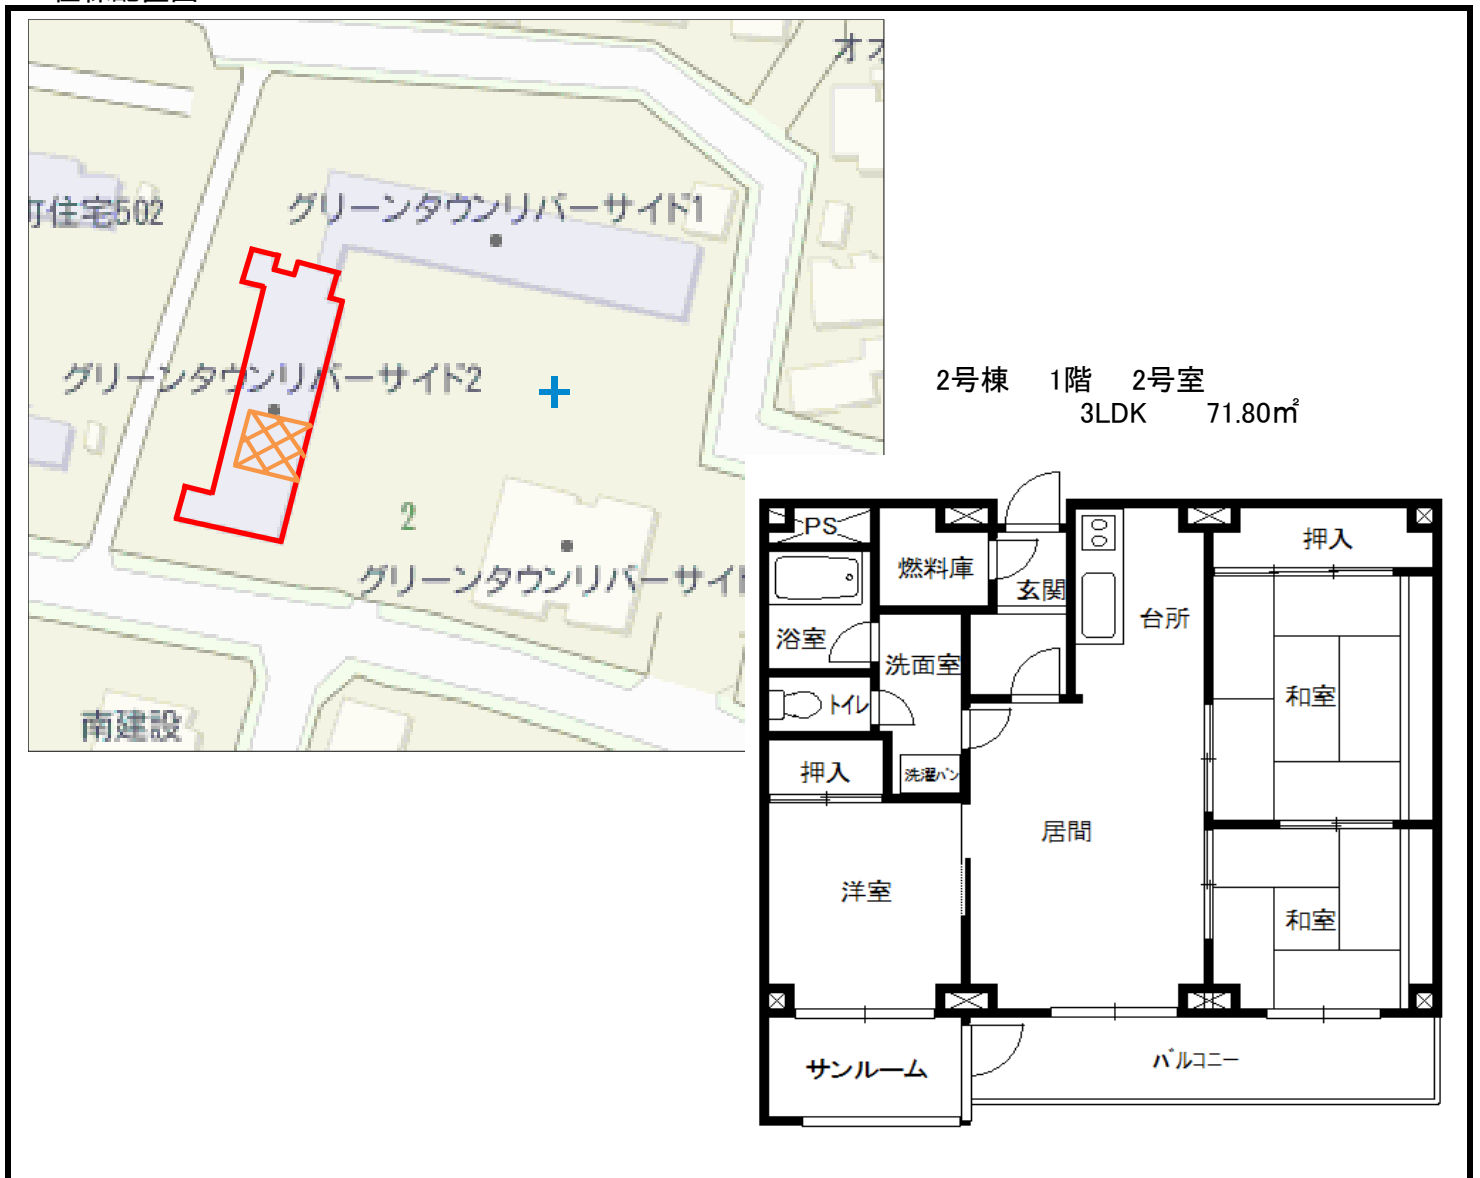 オオ
町住宅502
グリーンタウンリバーサイド1
グリーンタウンリバーサイド2
2
グリーンタウンリバーサイ
南建設
2号棟 1階 2号室
3LDK 71.80㎡
PS
燃料庫
玄関
台所
押入
浴室
洗面室
トイレ
和室
押入
洗濯パン
居間
洋室
和室
サンルーム
バルコニー